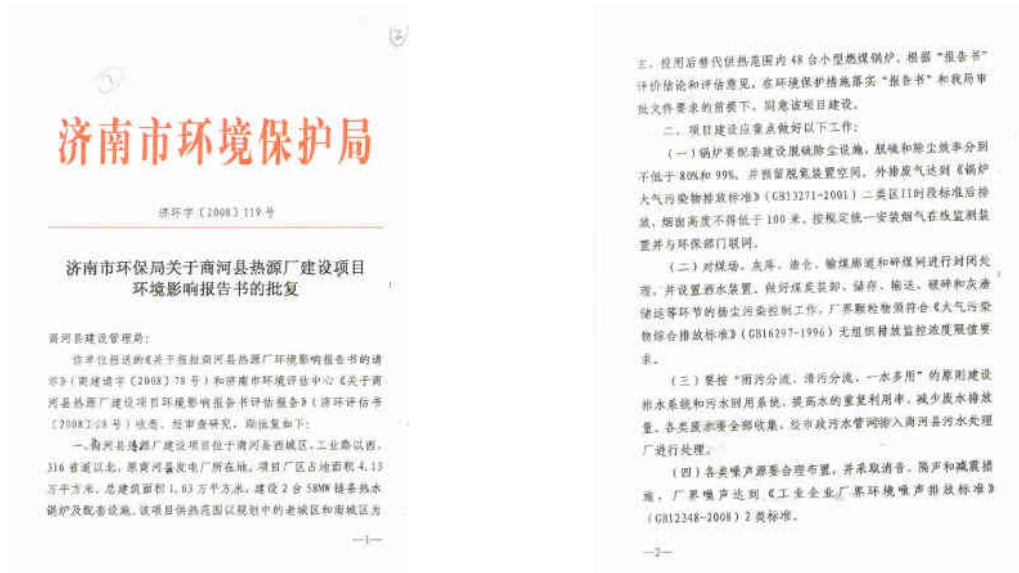 济南市环境保护局
济环字〔2008〕119 号
济南市环保局关于商河县热源厂建设项目
环境影响报告书的批复
商河县建设管理局:
你单位报送的《关于报批商河县热源厂环境影响报告书的请
示》(商建请字〔2008〕78 号)和济南市环境评估中心《关于商
河县热源厂建设项目环境影响报告书评估报告》(济环评估书
〔2008〕28 号)收悉。经审查研究,现批复如下:
一、商河县热源厂建设项目位于商河县西城区,工业路以西,
316 省道以北,原商河县发电厂所在地。项目厂区占地面积 4.13
万平方米,总建筑面积 1.03 万平方米,建设 2 台 58MW 链条热水
锅炉及配套设施。该项目供热范围以规划中的老城区和南城区为
—1—
主,投用后替代供热范围内 48 台小型燃煤锅炉。根据“报告书”
评价结论和评估意见,在环境保护措施落实“报告书”和我局审
批文件要求的前提下,同意该项目建设。
二、项目建设应重点做好以下工作:
(一)锅炉要配套建设脱硫除尘设施,脱硫和除尘效率分别
不低于 80%和 99%,并预留脱氮装置空间,外排废气达到《锅炉
大气污染物排放标准》(GB13271-2001)二类区II时段标准后排
放,烟囱高度不得低于 100 米,按规定统一安装烟气在线监测装
置并与环保部门联网。
(二)对煤场、灰库、渣仓、输煤廊道和碎煤间进行封闭处
理,并设置洒水装置,做好煤炭装卸、储存、输送、破碎和灰渣
储运等环节的扬尘污染控制工作,厂界颗粒物须符合《大气污染
物综合排放标准》(GB16297-1996)无组织排放监控浓度限值要
求。
(三)要按“雨污分流、清污分流、一水多用”的原则建设
排水系统和污水回用系统,提高水的重复利用率,减少废水排放
量。各类废水要全部收集,经市政污水管网排入商河县污水处理
厂进行处理。
(四)各类噪声源要合理布置,并采取消音、隔声和减震措
施,厂界噪声达到《工业企业厂界环境噪声排放标准》
(GB12348-2008)2 类标准。
—2—